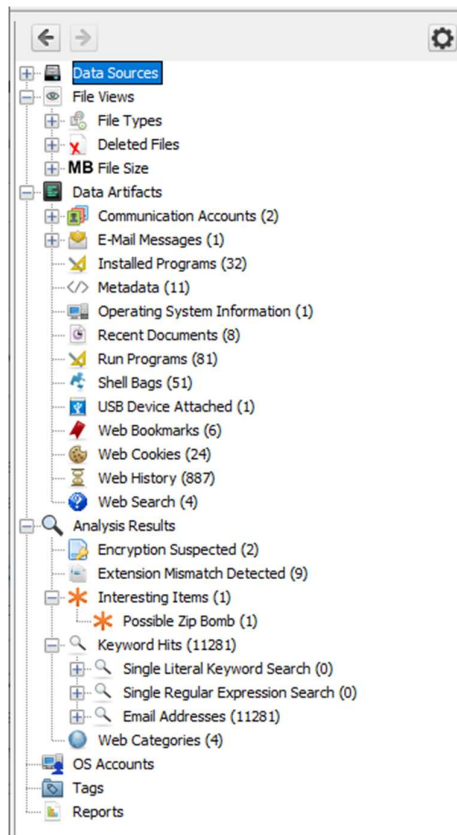 Data Sources
File Views
File Types
Deleted Files
MB File Size
Data Artifacts
Communication Accounts (2)
E-Mail Messages (1)
Installed Programs (32)
Metadata (11)
Operating System Information (1)
Recent Documents (8)
Run Programs (81)
Shell Bags (51)
USB Device Attached (1)
Web Bookmarks (6)
Web Cookies (24)
Web History (887)
Web Search (4)
Analysis Results
Encryption Suspected (2)
Extension Mismatch Detected (9)
Interesting Items (1)
Possible Zip Bomb (1)
Keyword Hits (11281)
Single Literal Keyword Search (0)
Single Regular Expression Search (0)
Email Addresses (11281)
Web Categories (4)
OS Accounts
Tags
Reports